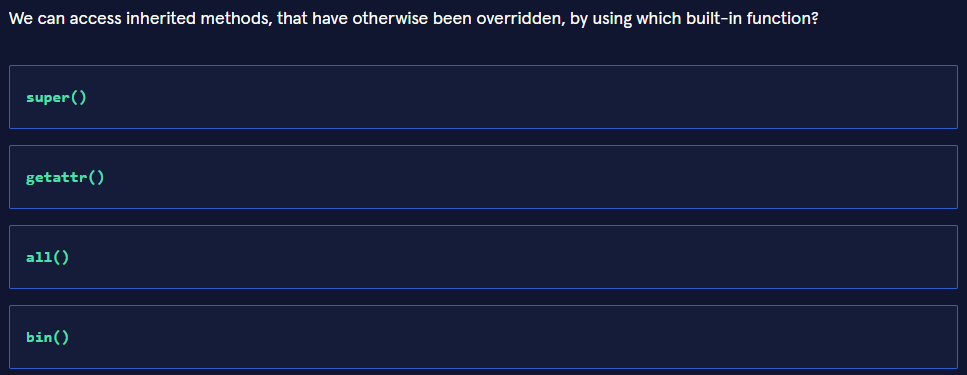 We can access inherited methods, that have otherwise been overridden, by using which built-in function?
super()
getattr()
all()
bin()